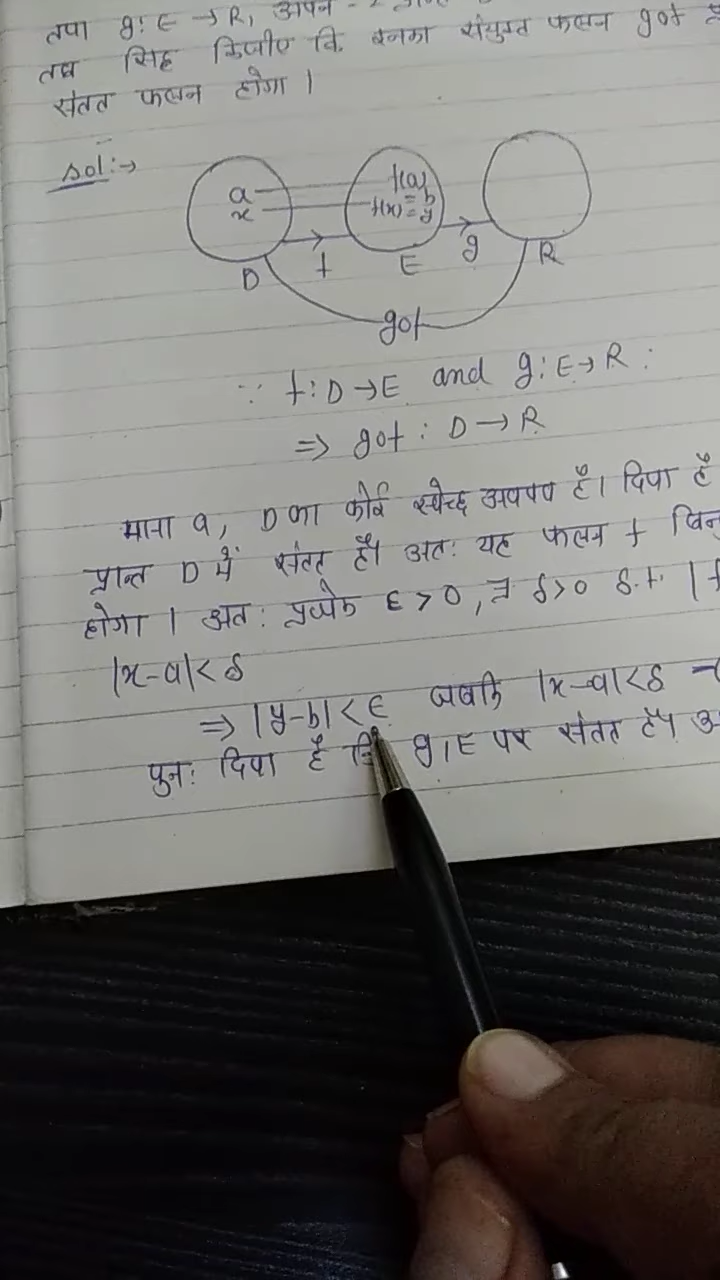 तथा g: E → R, अपने
तब सिद्ध कीजीए कि इनका संयुक्त फलन gof
संतत फलन होगा।
Sol:→
a f(a)
= b
x f(x) = y
D f E g R
gof
∵ f: D → E and g: E → R:
⇒ gof : D → R
माना a, D का कोई स्वेच्छ अवयव है। दिया है
प्रान्त D में संतत है। अतः यह फलन f
होगा। अतः प्रत्येक ε > 0, ∃ δ > 0 s.t. |f
|x-a| < δ
⇒ |y-b| < ε जबकि |x-a| < δ
पुनः दिया है कि g, E पर संतत है।